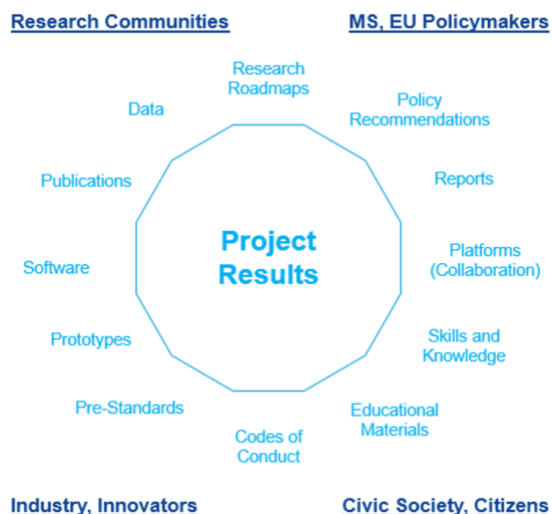 Research Communities
MS, EU Policymakers
Research
Roadmaps
Data
Policy
Recommendations
Publications
Reports
Project
Results
Software
Platforms
(Collaboration)
Prototypes
Skills and
Knowledge
Pre-Standards
Educational
Materials
Codes of
Conduct
Industry, Innovators
Civic Society, Citizens